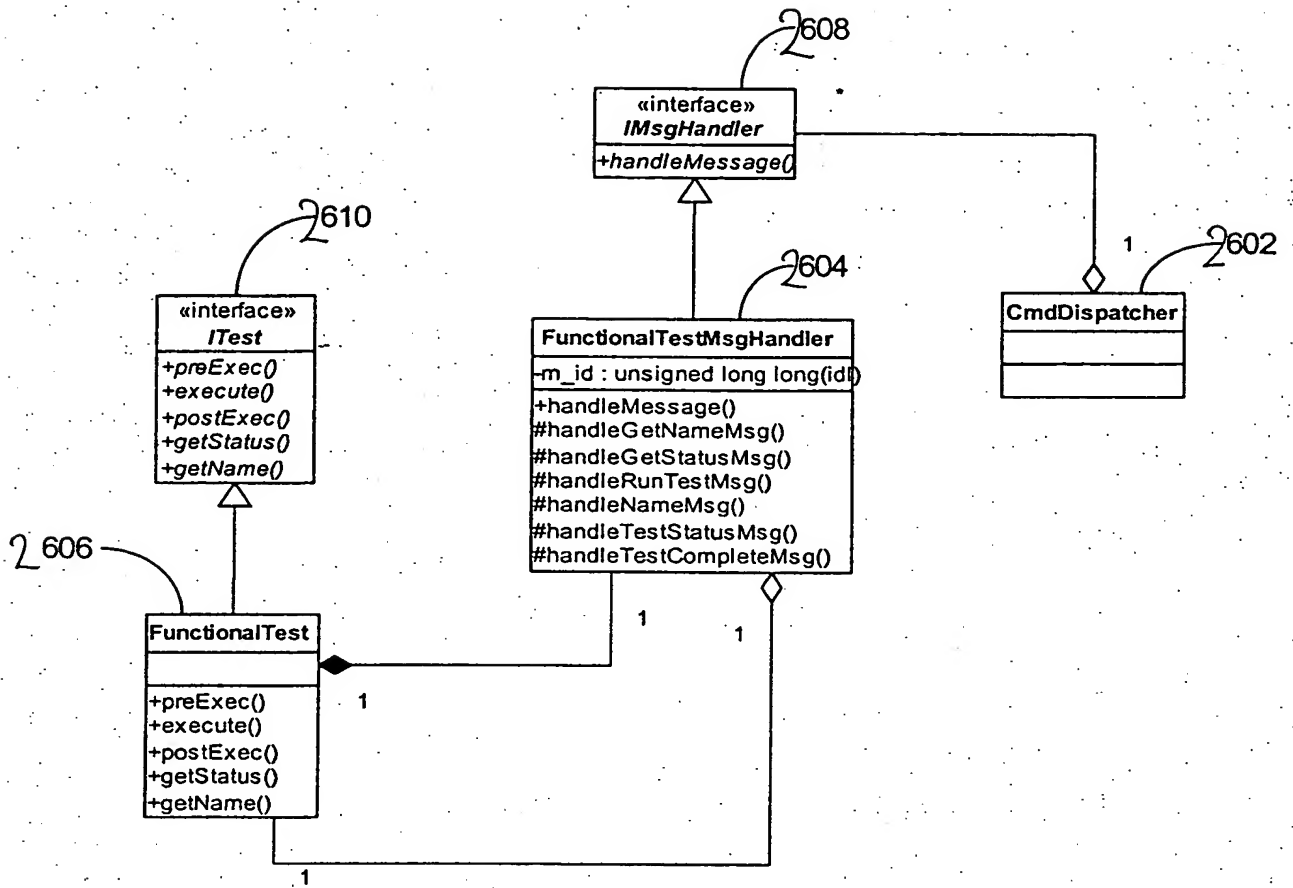 2608
«interface»
IMsgHandler
+handleMessage()
*
2610
«interface»
ITest
+preExec()
+execute()
+postExec()
+getStatus()
+getName()
2604
FunctionalTestMsgHandler
-m_id : unsigned long long(idl)
+handleMessage()
#handleGetNameMsg()
#handleGetStatusMsg()
#handleRunTestMsg()
#handleNameMsg()
#handleTestStatusMsg()
#handleTestCompleteMsg()
1
2602
CmdDispatcher
2606
FunctionalTest
+preExec()
+execute()
+postExec()
+getStatus()
+getName()
1
1
1
1